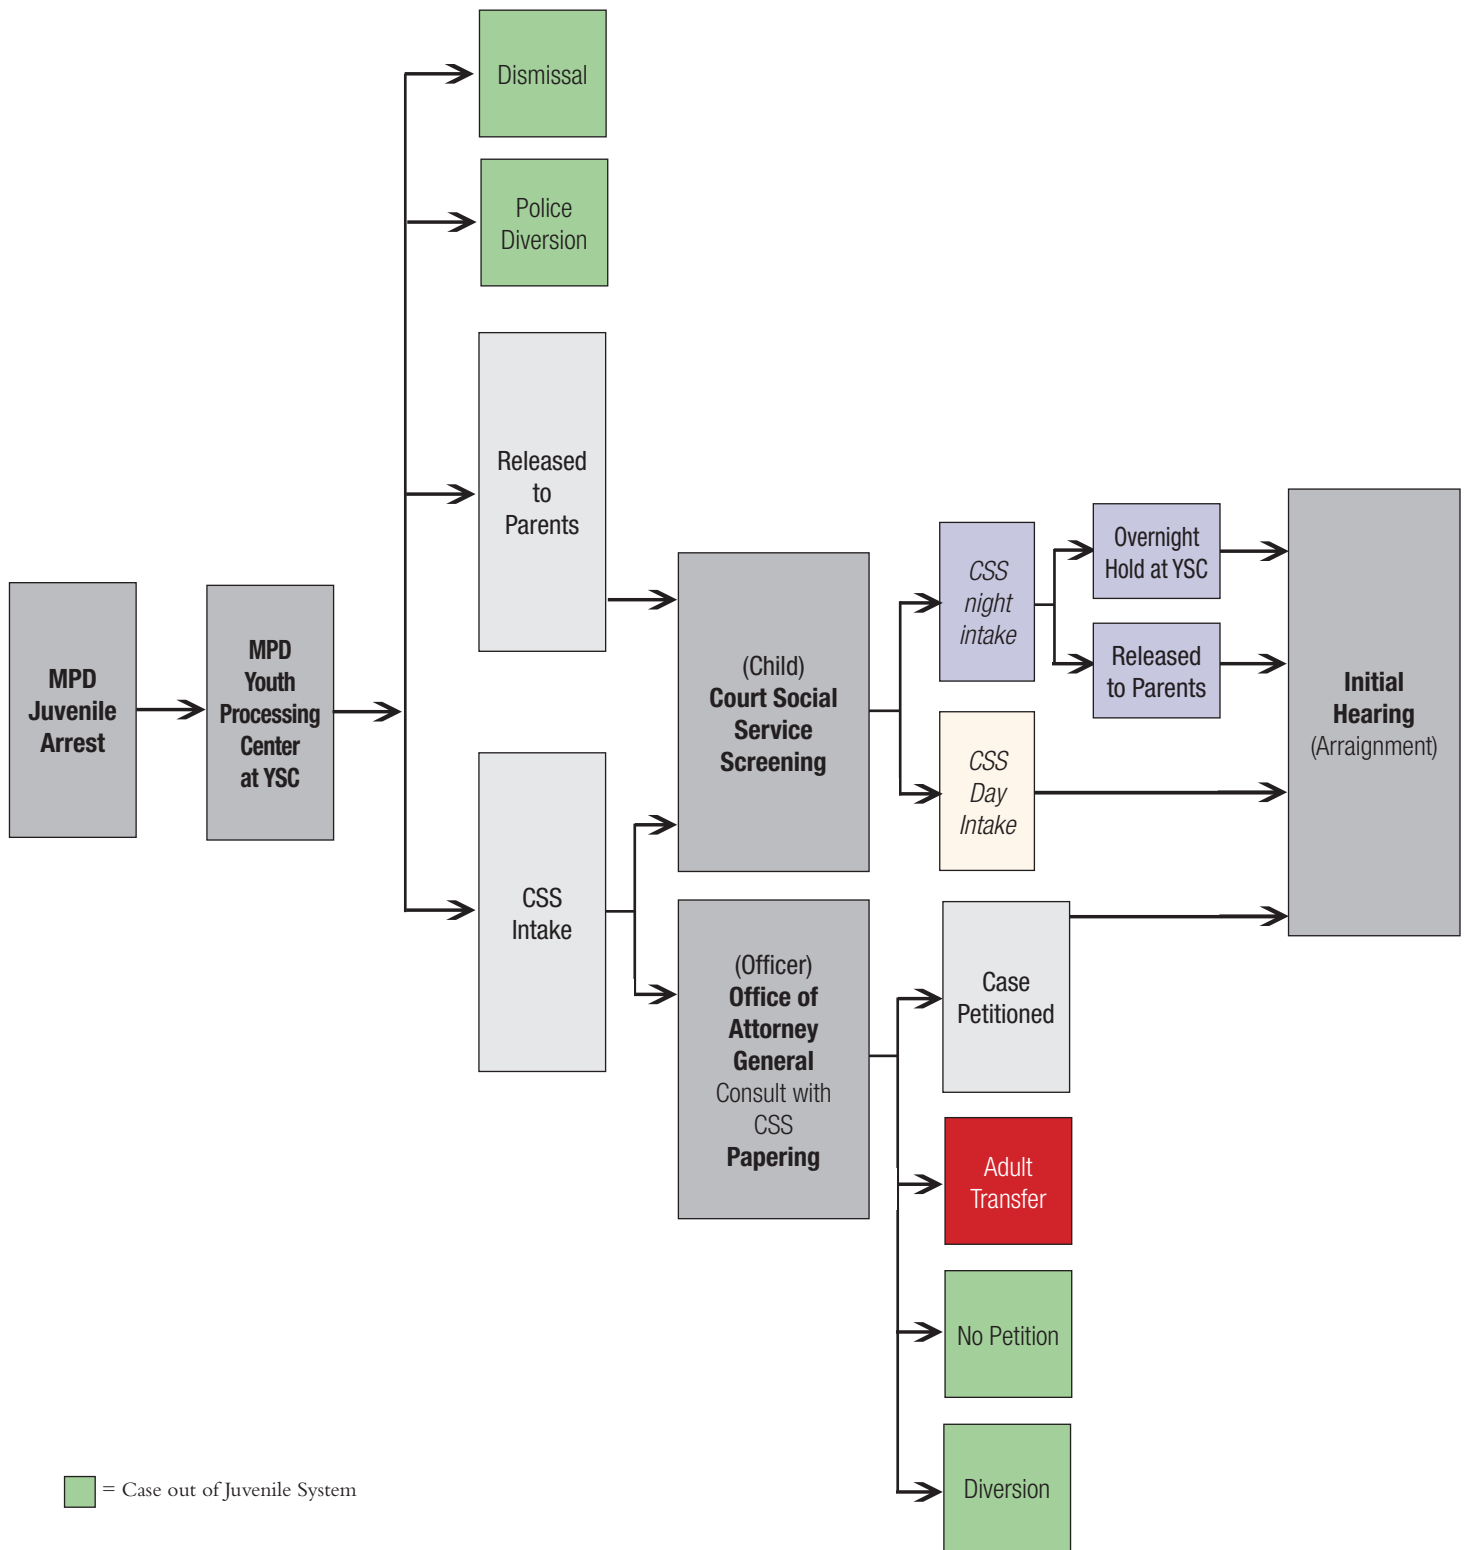 Dismissal
Police
Diversion
Released
to
Parents
CSS
Intake
MPD
Juvenile
Arrest
MPD
Youth
Processing
Center
at YSC
(Child)
Court Social
Service
Screening
(Officer)
Office of
Attorney
General
Consult with
CSS
Papering
CSS
night
intake
CSS
Day
Intake
Overnight
Hold at YSC
Released
to Parents
Initial
Hearing
(Arraignment)
Case
Petitioned
Adult
Transfer
No Petition
Diversion
= Case out of Juvenile System